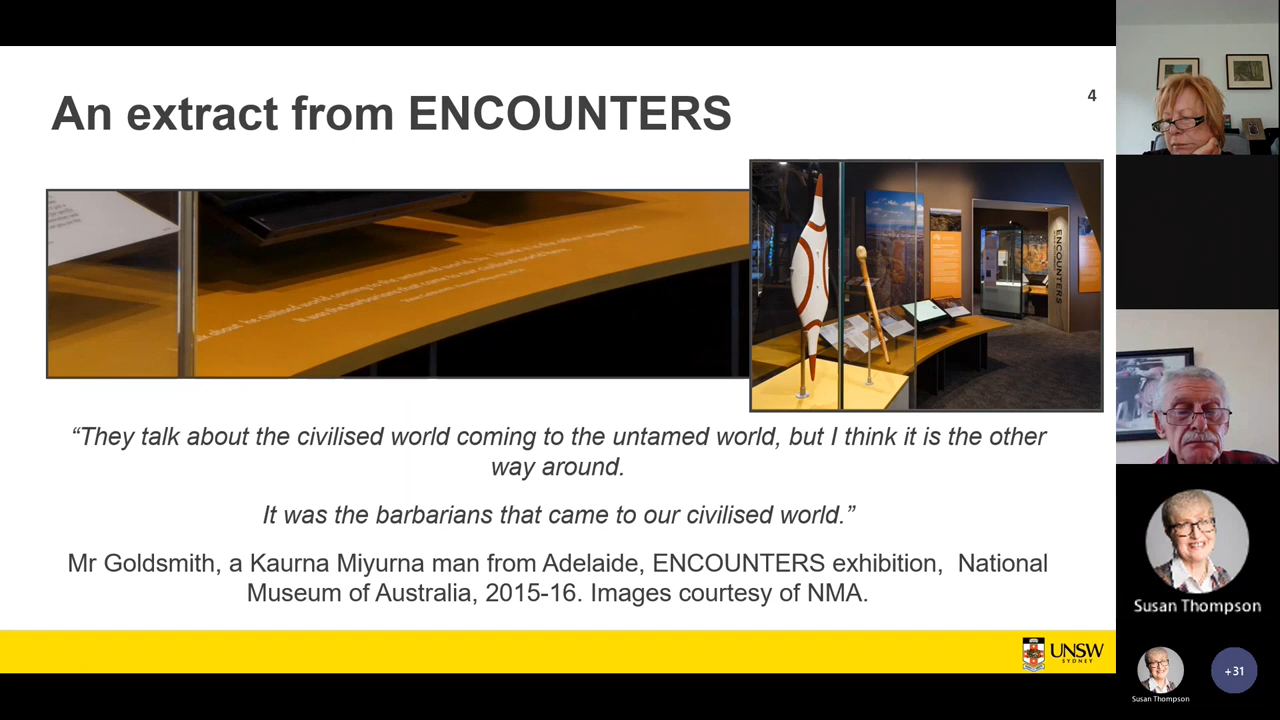 An extract from ENCOUNTERS
4
ENCOUNTERS
“They talk about the civilised world coming to the untamed world, but I think it is the other
way around.
It was the barbarians that came to our civilised world.”
Mr Goldsmith, a Kaurna Miyurna man from Adelaide, ENCOUNTERS exhibition,  National
Museum of Australia, 2015-16. Images courtesy of NMA.
UNSW
SYDNEY
Susan Thompson
Susan Thompson
+31